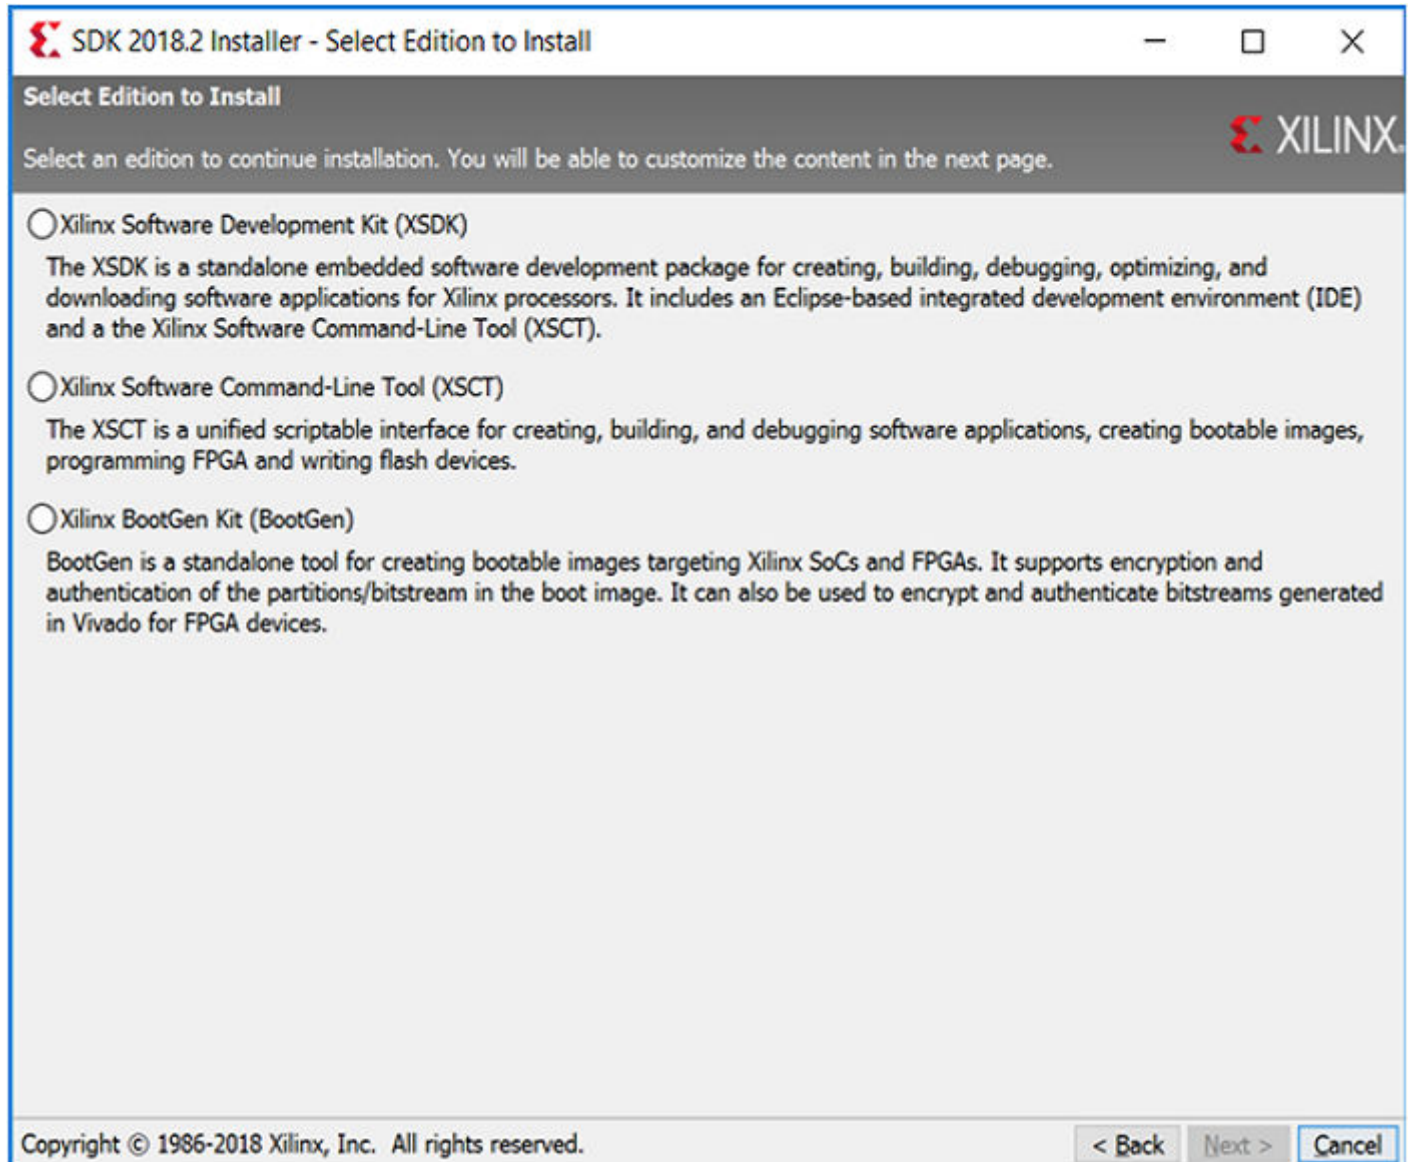 SDK 2018.2 Installer - Select Edition to Install
Select Edition to Install
XILINX.
Select an edition to continue installation. You will be able to customize the content in the next page.
Xilinx Software Development Kit (XSDK)
The XSDK is a standalone embedded software development package for creating, building, debugging, optimizing, and
downloading software applications for Xilinx processors. It includes an Eclipse-based integrated development environment (IDE)
and a the Xilinx Software Command-Line Tool (XSCT).
Xilinx Software Command-Line Tool (XSCT)
The XSCT is a unified scriptable interface for creating, building, and debugging software applications, creating bootable images,
programming FPGA and writing flash devices.
Xilinx BootGen Kit (BootGen)
BootGen is a standalone tool for creating bootable images targeting Xilinx SoCs and FPGAs. It supports encryption and
authentication of the partitions/bitstream in the boot image. It can also be used to encrypt and authenticate bitstreams generated
in Vivado for FPGA devices.
Copyright © 1986-2018 Xilinx, Inc. All rights reserved.
< Back Next > Cancel